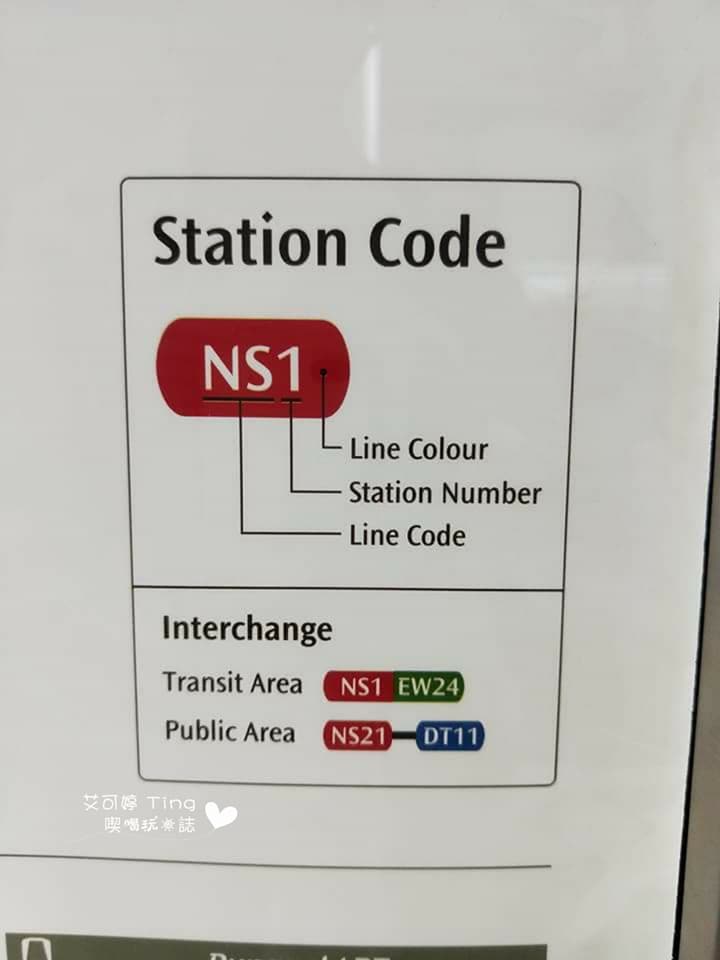 Station Code
NS1
Line Colour
Station Number
Line Code
Interchange
Transit Area NS1 EW24
Public Area NS21 DT11
艾可婷 Ting
喫喝玩樂誌